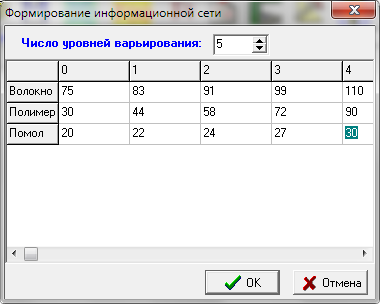 Формирование информационной сети
Число уровней варьирования: 5
0 1 2 3 4
Волокно 75 83 91 99 110
Полимер 30 44 58 72 90
Помол 20 22 24 27 30
OK Отмена